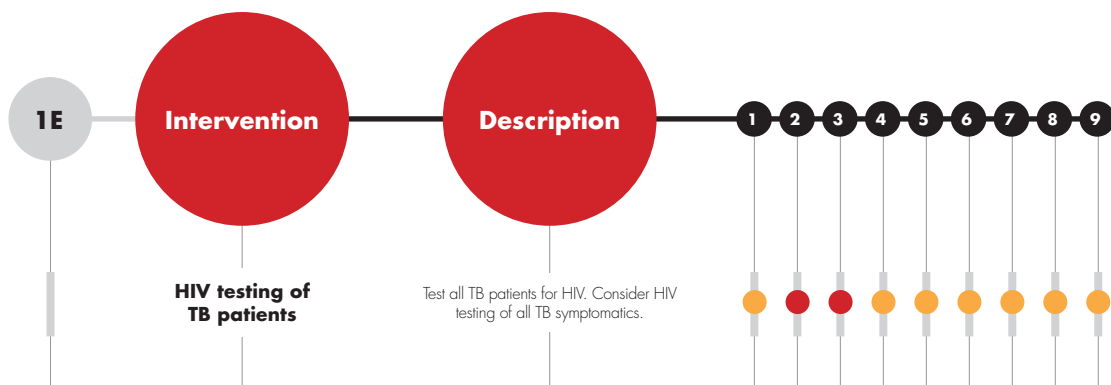 1E
Intervention
Description
1 2 3 4 5 6 7 8 9
HIV testing of
TB patients
Test all TB patients for HIV. Consider HIV
testing of all TB symptomatics.